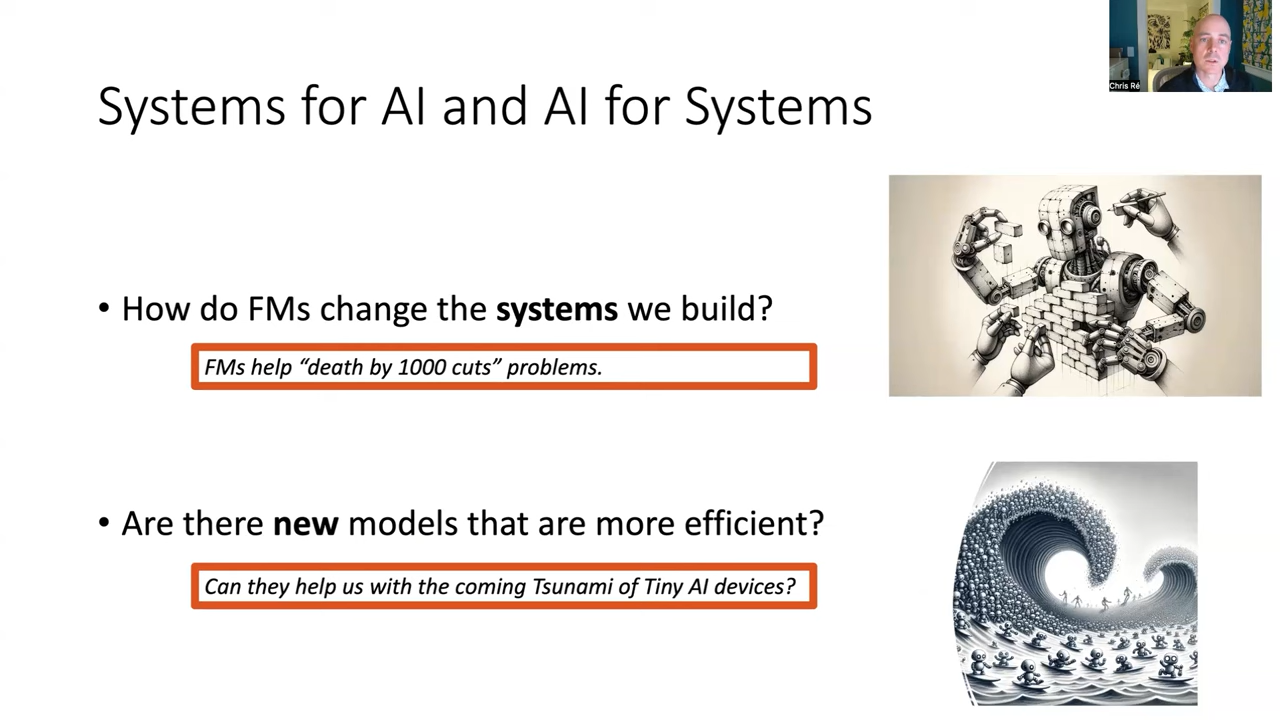 Chris Ré
Systems for AI and AI for Systems
• How do FMs change the systems we build?
FMs help “death by 1000 cuts” problems.
• Are there new models that are more efficient?
Can they help us with the coming Tsunami of Tiny AI devices?